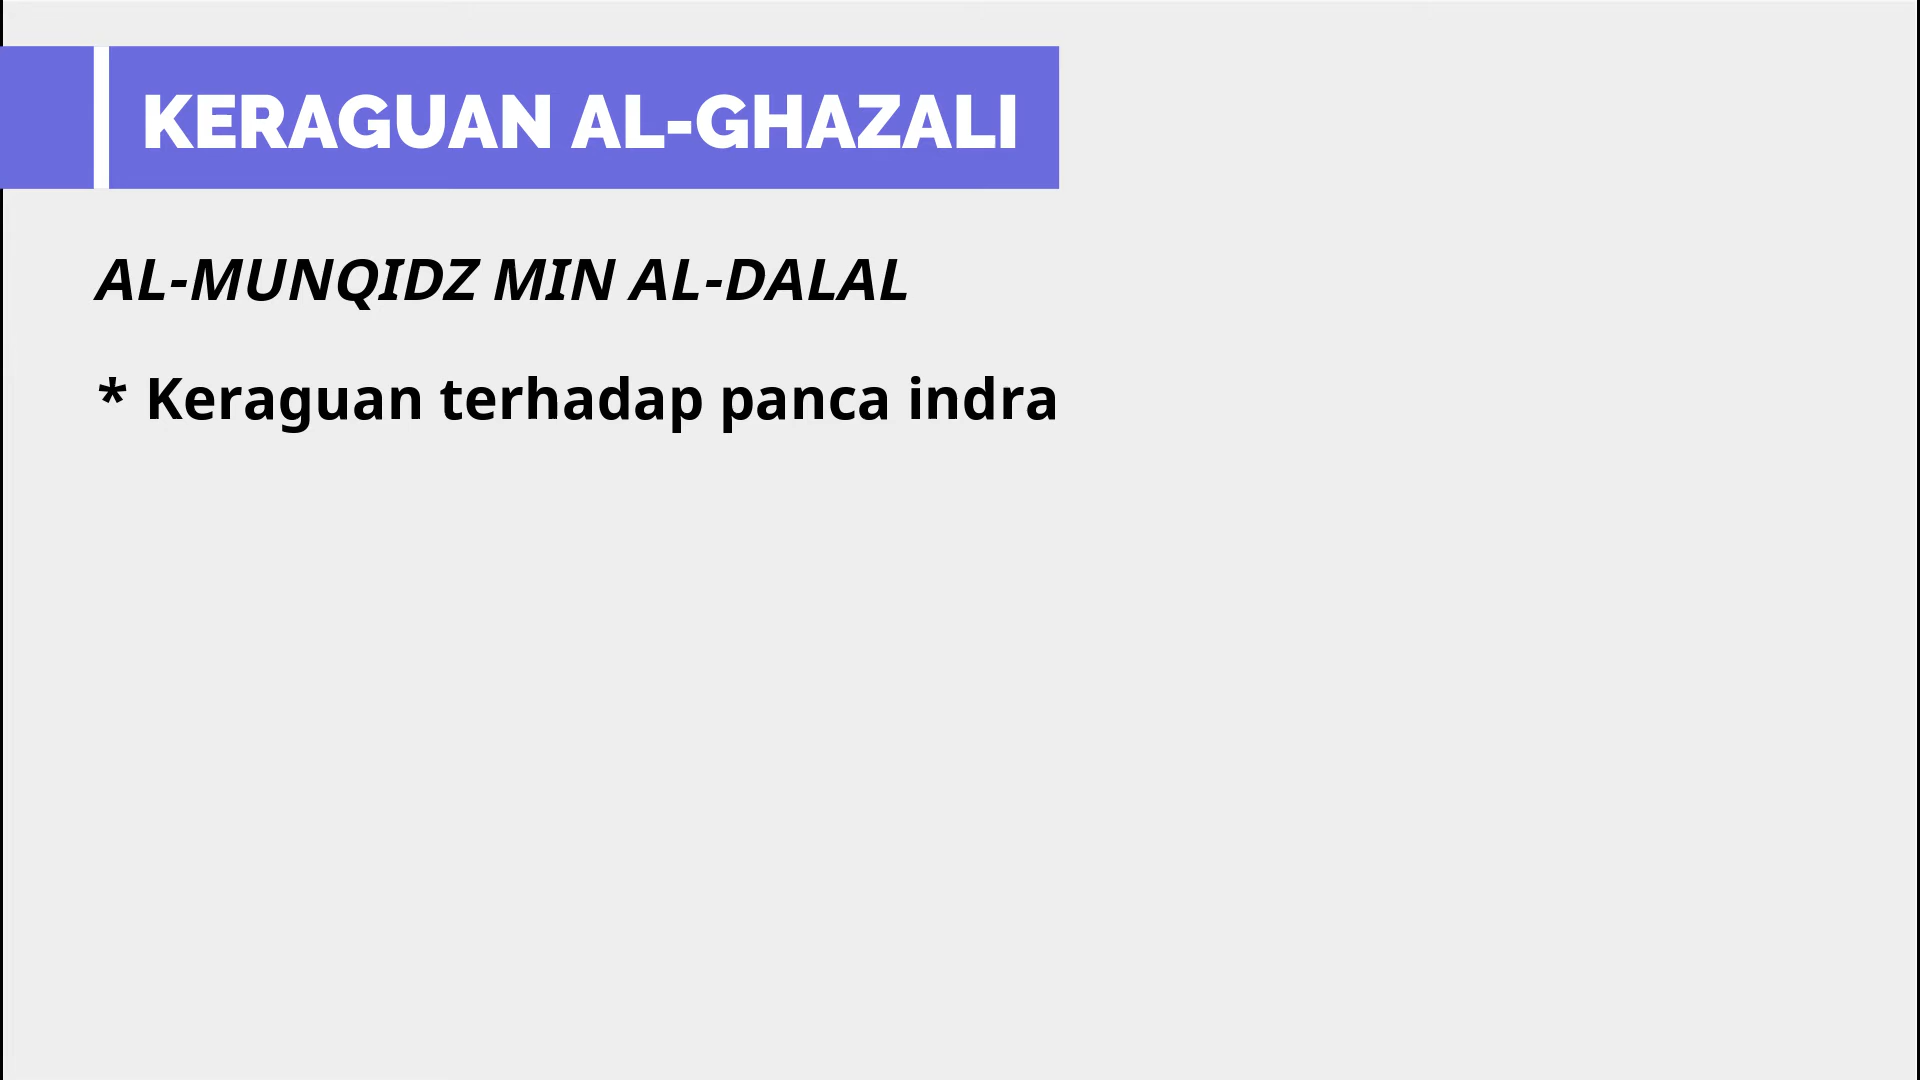 KERAGUAN AL-GHAZALI
AL-MUNQIDZ MIN AL-DALAL
* Keraguan terhadap panca indra